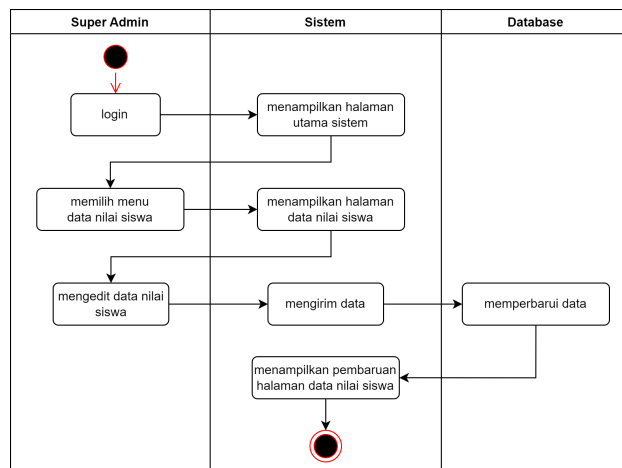 Super Admin
Sistem
Database
login
menampilkan halaman
utama sistem
memilih menu
data nilai siswa
menampilkan halaman
data nilai siswa
mengedit data nilai
siswa
mengirim data
memperbarui data
menampilkan pembaruan
halaman data nilai siswa